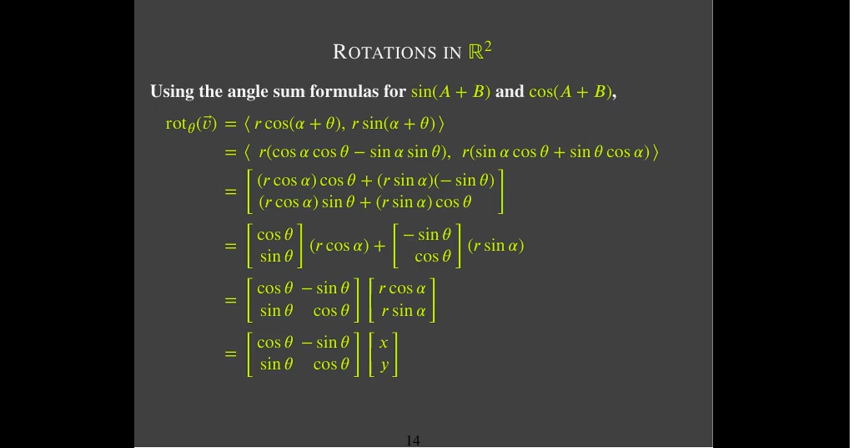 ROTATIONS IN ℝ²
Using the angle sum formulas for sin(A + B) and cos(A + B),
rot_θ(v⃗) = ⟨ r cos(α + θ), r sin(α + θ) ⟩
= ⟨ r(cos α cos θ − sin α sin θ), r(sin α cos θ + sin θ cos α) ⟩
= [ (r cos α) cos θ + (r sin α)(− sin θ)
(r cos α) sin θ + (r sin α) cos θ ]
= [ cos θ
sin θ ] (r cos α) + [ − sin θ
cos θ ] (r sin α)
= [ cos θ − sin θ
sin θ cos θ ] [ r cos α
r sin α ]
= [ cos θ − sin θ
sin θ cos θ ] [ x
y ]
14